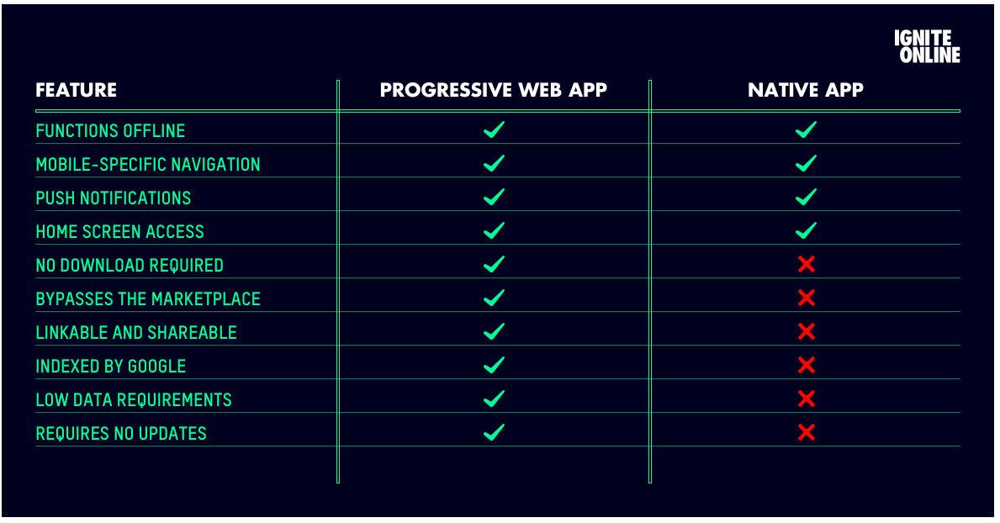 IGNITE
ONLINE
FEATURE PROGRESSIVE WEB APP NATIVE APP
FUNCTIONS OFFLINE
MOBILE-SPECIFIC NAVIGATION
PUSH NOTIFICATIONS
HOME SCREEN ACCESS
NO DOWNLOAD REQUIRED
BYPASSES THE MARKETPLACE
LINKABLE AND SHAREABLE
INDEXED BY GOOGLE
LOW DATA REQUIREMENTS
REQUIRES NO UPDATES